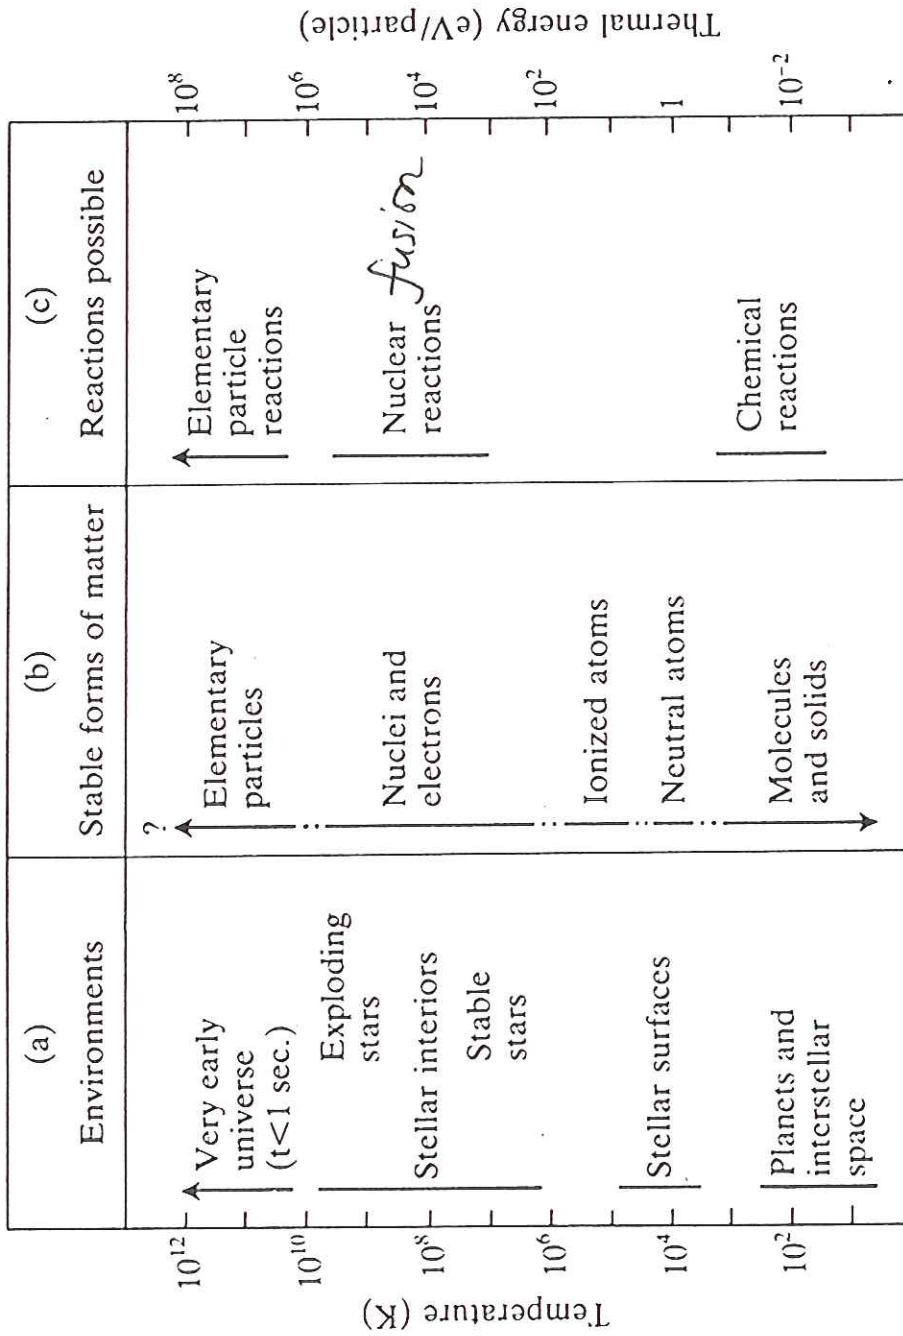 (a)
Environments
(b)
Stable forms of matter
(c)
Reactions possible
Temperature (K)
10^12
10^10
10^8
10^6
10^4
10^2
Very early
universe
(t<1 sec.)
Exploding
stars
Stellar interiors
Stable
stars
Stellar surfaces
Planets and
interstellar
space
?
Elementary
particles
Nuclei and
electrons
Ionized atoms
Neutral atoms
Molecules
and solids
Elementary
particle
reactions
Nuclear fusion
reactions
Chemical
reactions
10^8
10^6
10^4
10^2
1
10^-2
Thermal energy (eV/particle)